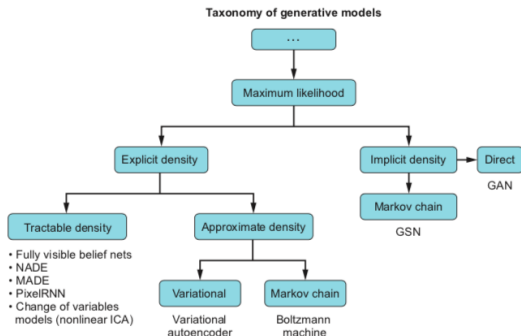 Taxonomy of generative models
...
Maximum likelihood
Explicit density
Implicit density
Direct
GAN
Markov chain
GSN
Tractable density
Approximate density
• Fully visible belief nets
• NADE
• MADE
• PixelRNN
• Change of variables
models (nonlinear ICA)
Variational
Markov chain
Variational
autoencoder
Boltzmann
machine